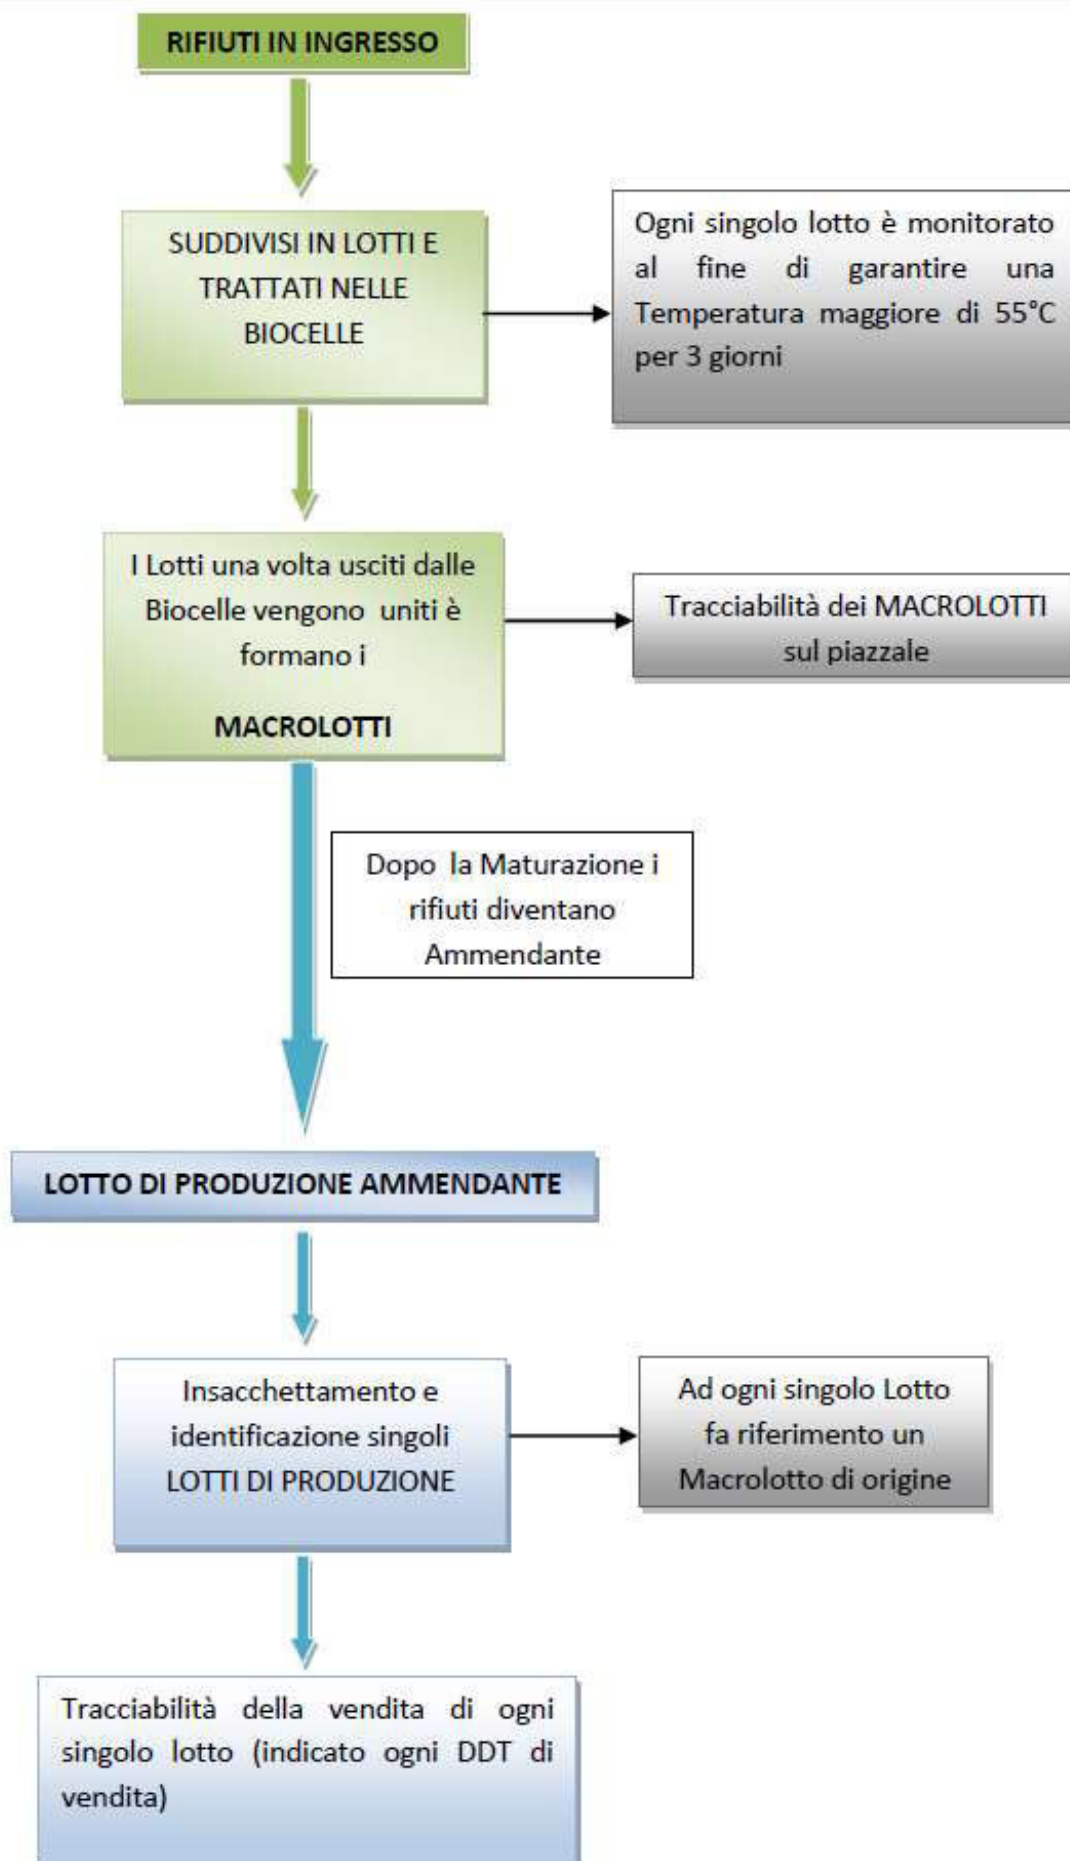 RIFIUTI IN INGRESSO
SUDDIVISI IN LOTTI E
TRATTATI NELLE
BIOCELLE
Ogni singolo lotto è monitorato
al fine di garantire una
Temperatura maggiore di 55°C
per 3 giorni
I Lotti una volta usciti dalle
Biocelle vengono uniti è
formano i
MACROLOTTI
Tracciabilità dei MACROLOTTI
sul piazzale
Dopo la Maturazione i
rifiuti diventano
Ammendante
LOTTO DI PRODUZIONE AMMENDANTE
Insacchettamento e
identificazione singoli
LOTTI DI PRODUZIONE
Ad ogni singolo Lotto
fa riferimento un
Macrolotto di origine
Tracciabilità della vendita di ogni
singolo lotto (indicato ogni DDT di
vendita)